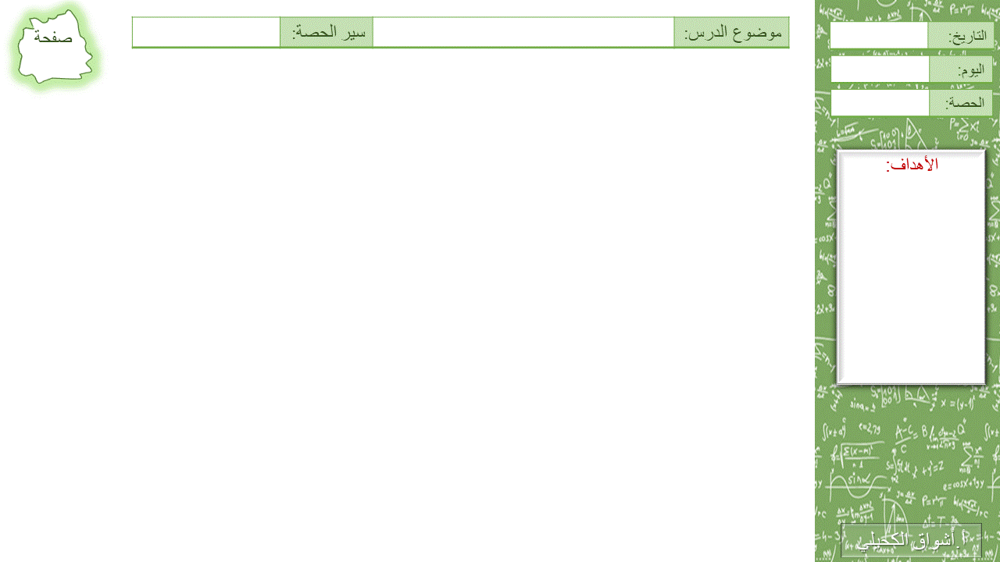 التاريخ:
اليوم:
الحصة:
موضوع الدرس:
سير الحصة:
صفحة
الأهداف:
أ.أشواق الكحيلي